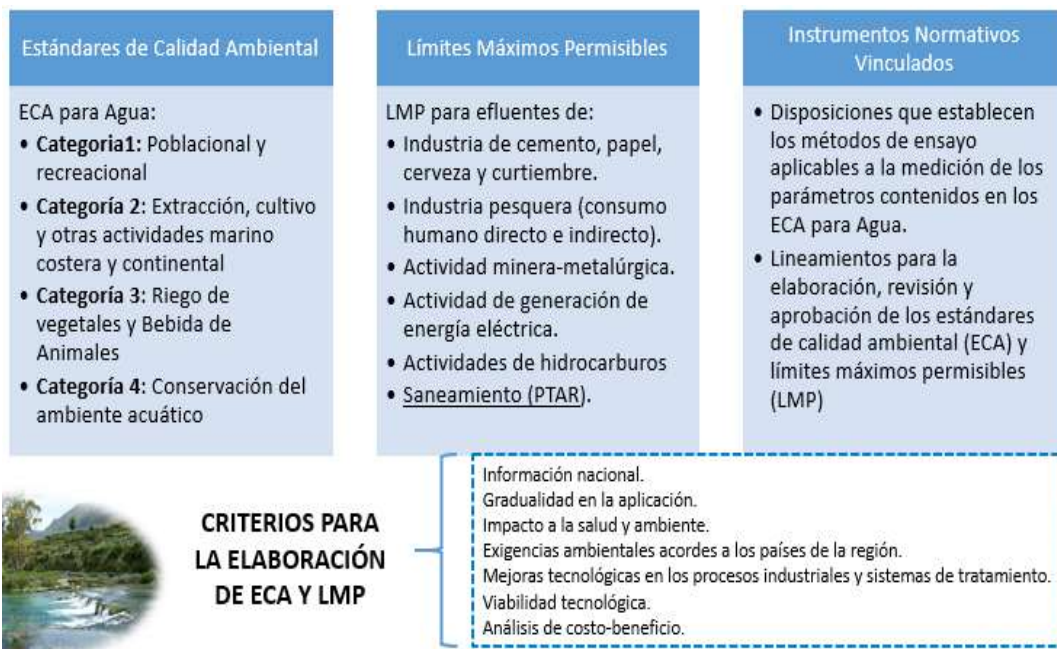 Estándares de Calidad Ambiental
ECA para Agua:
• Categoria1: Poblacional y
recreacional
• Categoría 2: Extracción, cultivo
y otras actividades marino
costera y continental
• Categoría 3: Riego de
vegetales y Bebida de
Animales
• Categoría 4: Conservación del
ambiente acuático
Límites Máximos Permisibles
LMP para efluentes de:
• Industria de cemento, papel,
cerveza y curtiembre.
• Industria pesquera (consumo
humano directo e indirecto).
• Actividad minera-metalúrgica.
• Actividad de generación de
energía eléctrica.
• Actividades de hidrocarburos
• Saneamiento (PTAR).
Instrumentos Normativos
Vinculados
• Disposiciones que establecen
los métodos de ensayo
aplicables a la medición de los
parámetros contenidos en los
ECA para Agua.
• Lineamientos para la
elaboración, revisión y
aprobación de los estándares
de calidad ambiental (ECA) y
límites máximos permisibles
(LMP)
CRITERIOS PARA
LA ELABORACIÓN
DE ECA Y LMP
Información nacional.
Gradualidad en la aplicación.
Impacto a la salud y ambiente.
Exigencias ambientales acordes a los países de la región.
Mejoras tecnológicas en los procesos industriales y sistemas de tratamiento.
Viabilidad tecnológica.
Análisis de costo-beneficio.